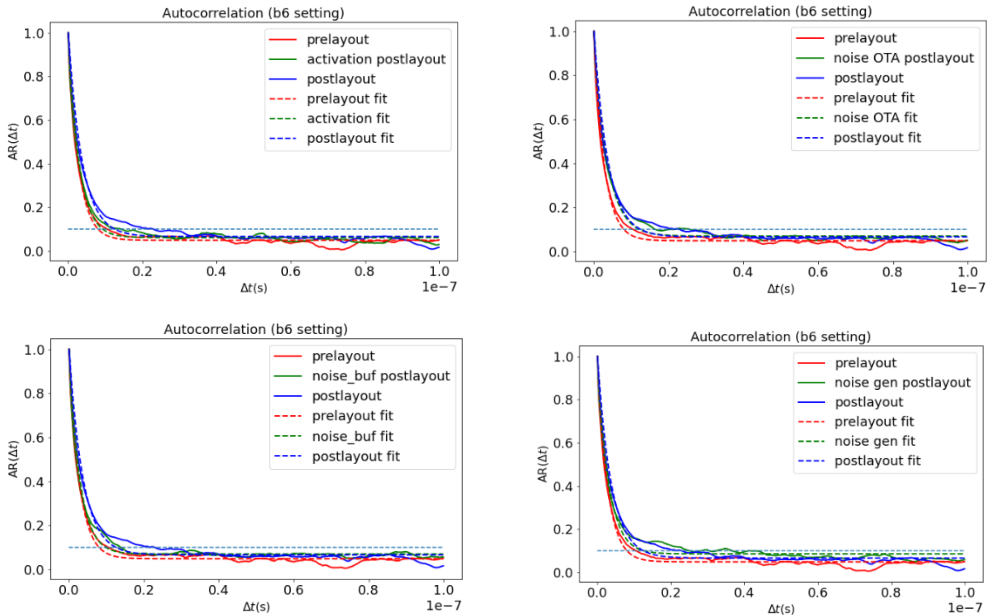 Autocorrelation (b6 setting)
AR(Δt)
1.0
0.8
0.6
0.4
0.2
0.0
prelayout
activation postlayout
postlayout
prelayout fit
activation fit
postlayout fit
0.0 0.2 0.4 0.6 0.8 1.0
Δt(s)
1e-7
Autocorrelation (b6 setting)
AR(Δt)
1.0
0.8
0.6
0.4
0.2
0.0
prelayout
noise OTA postlayout
postlayout
prelayout fit
noise OTA fit
postlayout fit
0.0 0.2 0.4 0.6 0.8 1.0
Δt(s)
1e-7
Autocorrelation (b6 setting)
AR(Δt)
1.0
0.8
0.6
0.4
0.2
0.0
prelayout
noise_buf postlayout
postlayout
prelayout fit
noise_buf fit
postlayout fit
0.0 0.2 0.4 0.6 0.8 1.0
Δt(s)
1e-7
Autocorrelation (b6 setting)
AR(Δt)
1.0
0.8
0.6
0.4
0.2
0.0
prelayout
noise gen postlayout
postlayout
prelayout fit
noise gen fit
postlayout fit
0.0 0.2 0.4 0.6 0.8 1.0
Δt(s)
1e-7